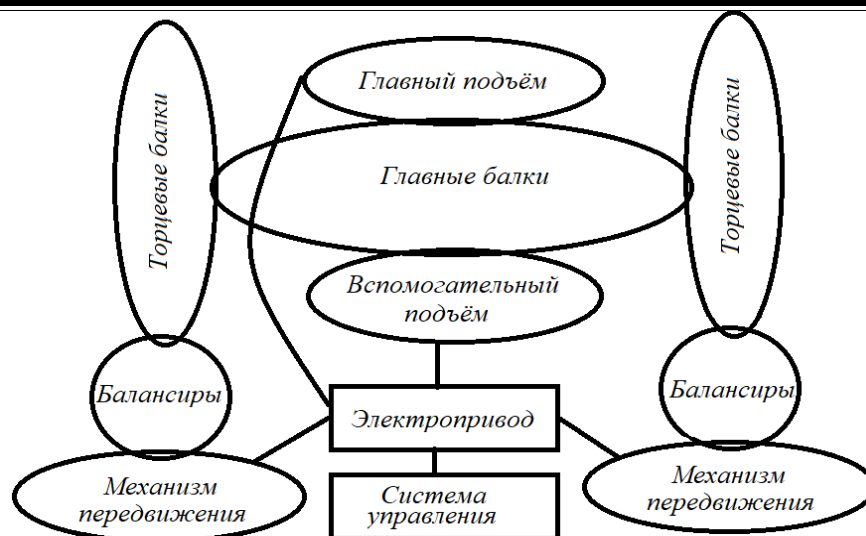 Торцевые балки
Главный подъём
Главные балки
Торцевые балки
Вспомогательный
подъём
Балансиры
Электропривод
Балансиры
Механизм
передвижения
Система
управления
Механизм
передвижения